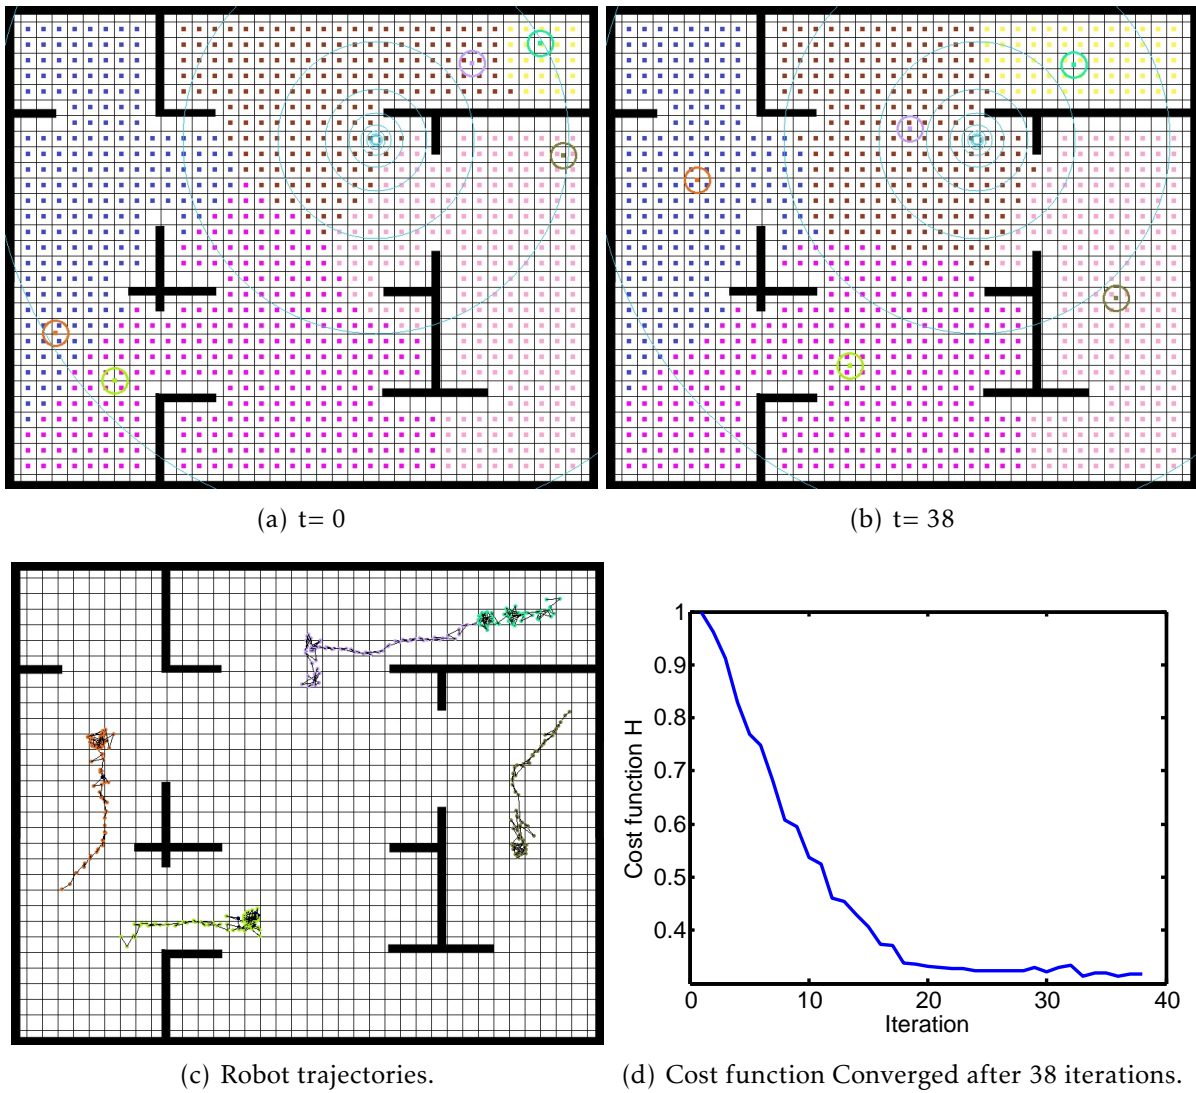 (a) t= 0
(b) t= 38
1
0.9
0.8
0.7
0.6
0.5
0.4
Cost function H
0
10
20
30
40
Iteration
(c) Robot trajectories.
(d) Cost function Converged after 38 iterations.